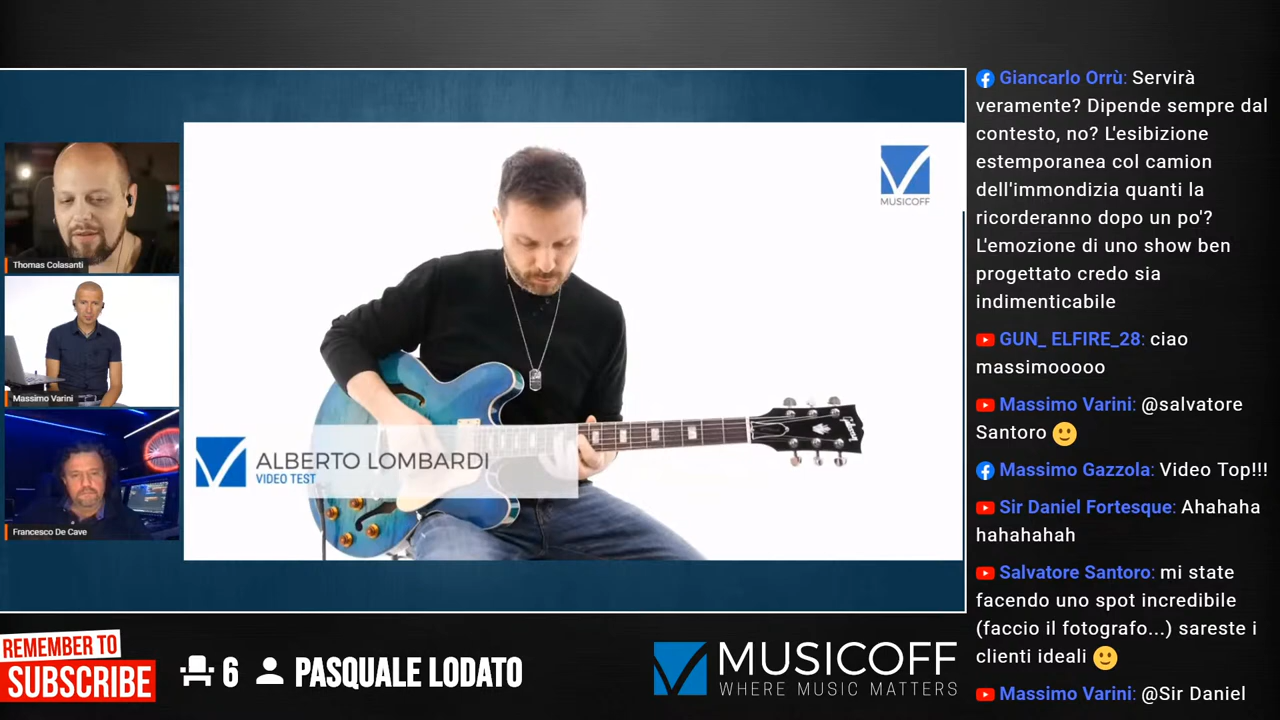 Thomas Colasanti
Massimo Varini
Francesco De Cave
MUSICOFF
Gibson
ALBERTO LOMBARDI
VIDEO TEST
Giancarlo Orrù: Servirà
veramente? Dipende sempre dal
contesto, no? L'esibizione
estemporanea col camion
dell'immondizia quanti la
ricorderanno dopo un po'?
L'emozione di uno show ben
progettato credo sia
indimenticabile
GUN_ ELFIRE_28: ciao
massimooooo
Massimo Varini: @salvatore
Santoro 🙂
Massimo Gazzola: Video Top!!!
Sir Daniel Fortesque: Ahahaha
hahahahah
Salvatore Santoro: mi state
facendo uno spot incredibile
(faccio il fotografo...) sareste i
clienti ideali 🙂
Massimo Varini: @Sir Daniel
REMEMBER TO
SUBSCRIBE
6 PASQUALE LODATO
MUSICOFF
WHERE MUSIC MATTERS